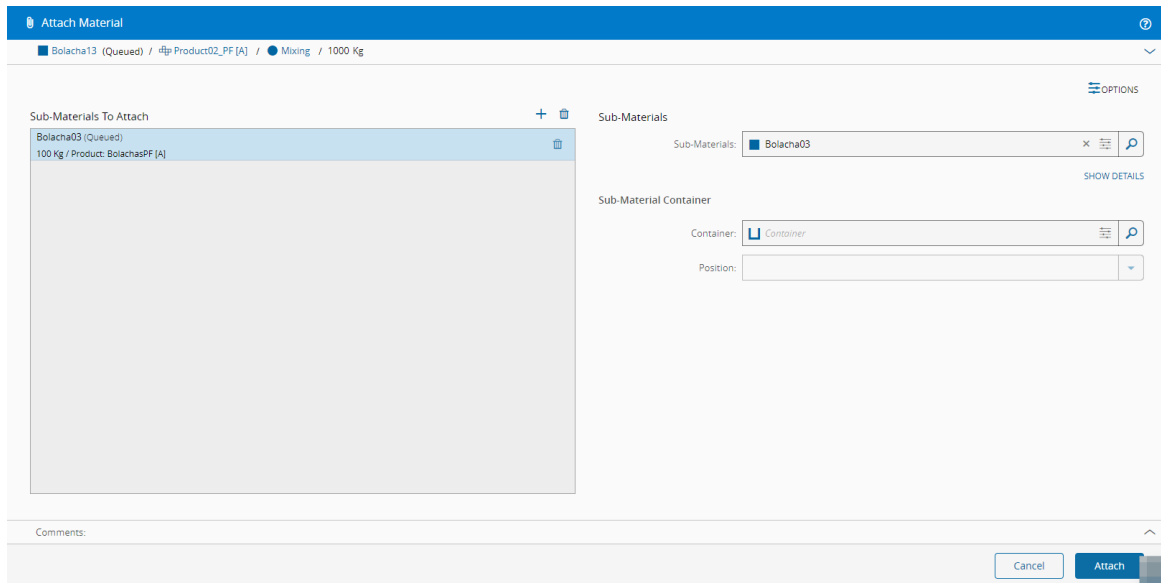 Attach Material
Bolacha13 (Queued) / Product02_PF [A] / Mixing / 1000 Kg
OPTIONS
Sub-Materials To Attach
Bolacha03 (Queued)
100 Kg / Product: BolachasPF [A]
Sub-Materials
Sub-Materials: Bolacha03
SHOW DETAILS
Sub-Material Container
Container: Container
Position:
Comments:
Cancel Attach